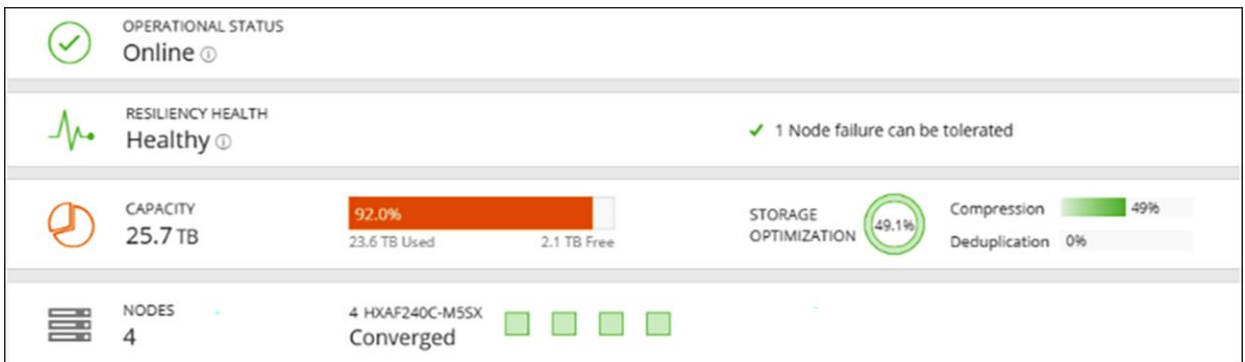 OPERATIONAL STATUS
Online
RESILIENCY HEALTH
Healthy
1 Node failure can be tolerated
CAPACITY
25.7 TB
92.0%
23.6 TB Used
2.1 TB Free
STORAGE
OPTIMIZATION
49.1%
Compression 49%
Deduplication 0%
NODES
4
4 HXAF240C-M5SX
Converged